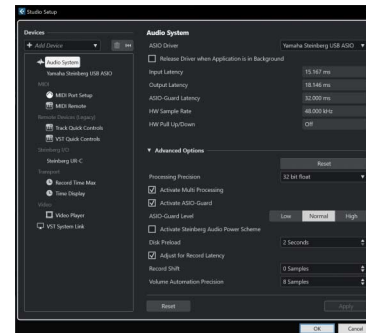 Studio Setup
Devices
Add Device
Audio System
Yamaha Steinberg USB ASIO
MIDI
MIDI Port Setup
MIDI Remote
Remote Devices (Legacy)
Track Quick Controls
VST Quick Controls
Steinberg I/O
Steinberg UR-C
Transport
Record Time Max
Time Display
Video
Video Player
VST System Link
Audio System
ASIO Driver Yamaha Steinberg USB ASIO
Release Driver when Application is in Background
Input Latency 15.167 ms
Output Latency 18.146 ms
ASIO-Guard Latency 32.000 ms
HW Sample Rate 48.000 kHz
HW Pull Up/Down Off
Advanced Options
Reset
Processing Precision 32 bit float
Activate Multi Processing
Activate ASIO-Guard
ASIO-Guard Level Low Normal High
Activate Steinberg Audio Power Scheme
Disk Preload 2 Seconds
Adjust for Record Latency
Record Shift 0 Samples
Volume Automation Precision 8 Samples
Reset Apply
OK Cancel